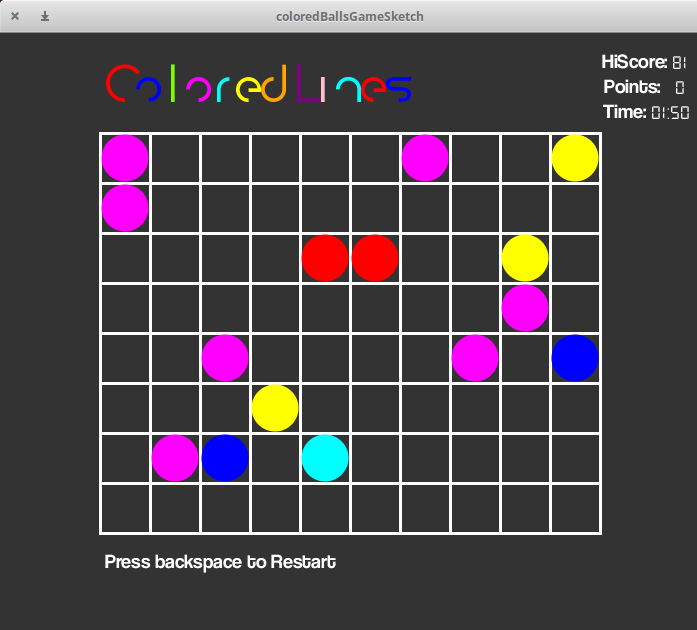 coloredBallsGameSketch
Colored Lines
HiScore: 81
Points: 0
Time: 01:50
Press backspace to Restart